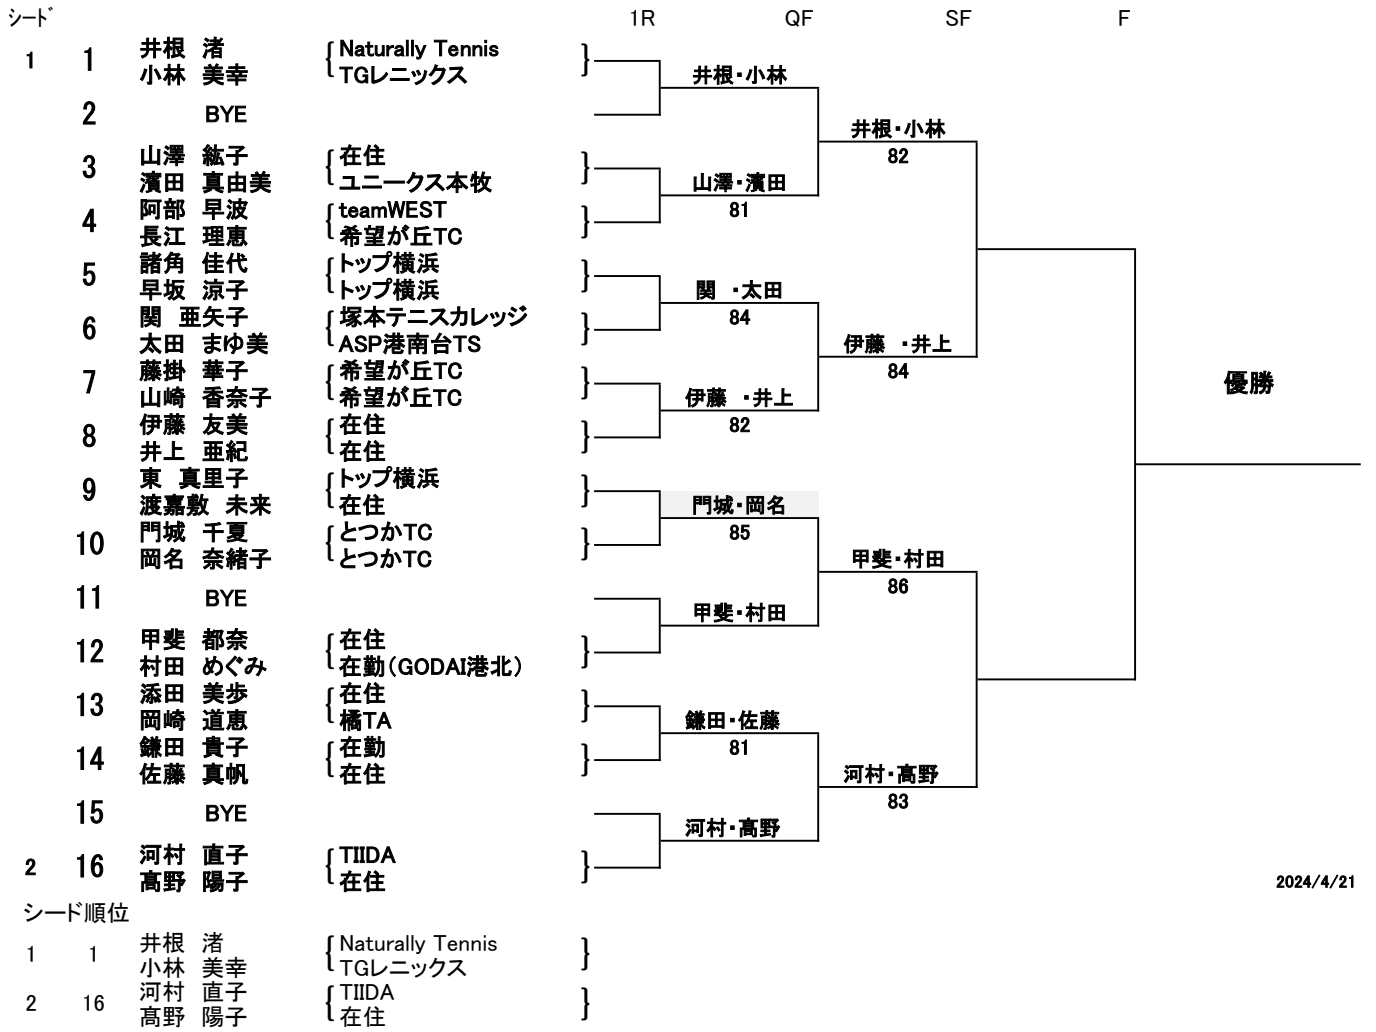 シード 1R QF SF F
1 1 井根 渚 Naturally Tennis
小林 美幸 TGレニックス
井根・小林
2 BYE
井根・小林
82
3 山澤 紘子 在住
濱田 真由美 ユニークス本牧
山澤・濱田
81
4 阿部 早波 teamWEST
長江 理恵 希望が丘TC
5 諸角 佳代 トップ横浜
早坂 涼子 トップ横浜
関 ・太田
84
6 関 亜矢子 塚本テニスカレッジ
太田 まゆ美 ASP港南台TS
伊藤 ・井上
84
7 藤掛 華子 希望が丘TC
山崎 香奈子 希望が丘TC
優勝
伊藤 ・井上
82
8 伊藤 友美 在住
井上 亜紀 在住
9 東 真里子 トップ横浜
渡嘉敷 未来 在住
門城・岡名
85
10 門城 千夏 とつかTC
岡名 奈緒子 とつかTC
甲斐・村田
86
11 BYE
甲斐・村田
12 甲斐 都奈 在住
村田 めぐみ 在勤(GODAI港北)
13 添田 美歩 在住
岡崎 道恵 橘TA
鎌田・佐藤
81
14 鎌田 貴子 在勤
佐藤 真帆 在住
河村・髙野
83
15 BYE
河村・髙野
2 16 河村 直子 TIIDA
髙野 陽子 在住
2024/4/21
シード順位
1 1 井根 渚 Naturally Tennis
小林 美幸 TGレニックス
2 16 河村 直子 TIIDA
髙野 陽子 在住